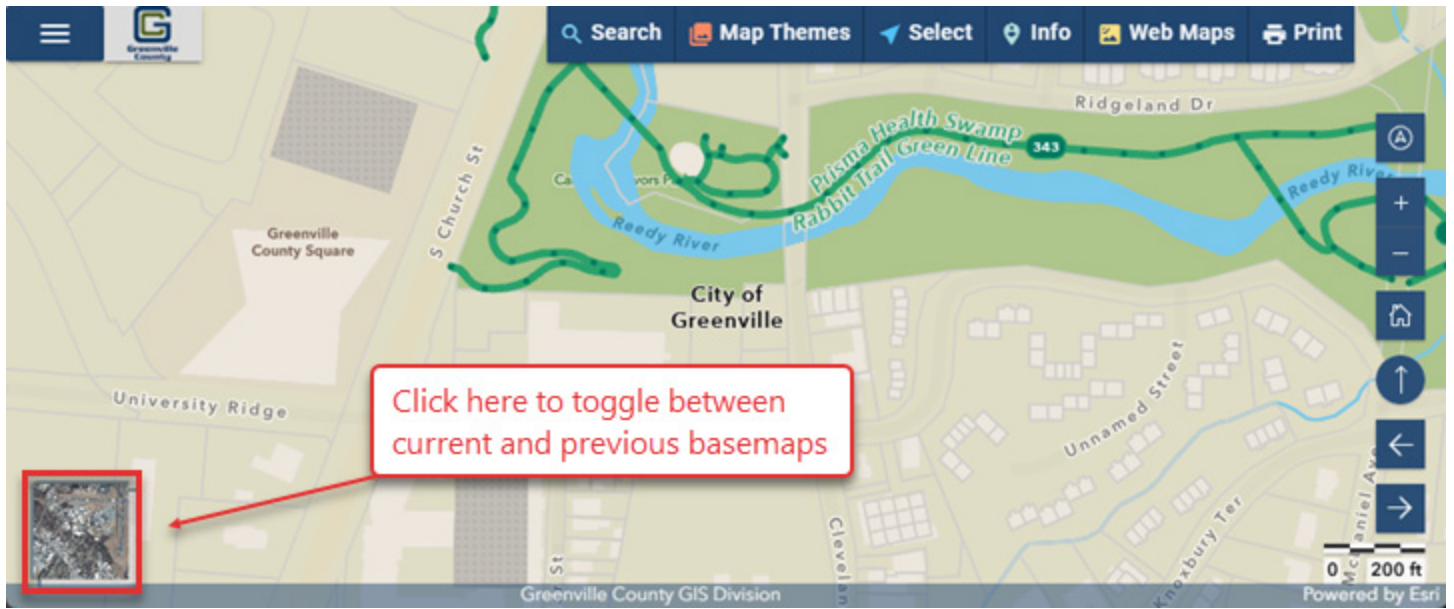 Greenville
County
Search
Map Themes
Select
Info
Web Maps
Print
Ridgeland Dr
A
Prisma Health Swamp
Rabbit Trail Green Line
343
S Church St
Reedy River
Reedy River
Greenville
County Square
City of
Greenville
Click here to toggle between
current and previous basemaps
University Ridge
Unnamed Street
Knoxbury Ter
0 200 ft
Greenville County GIS Division
Powered by Esri